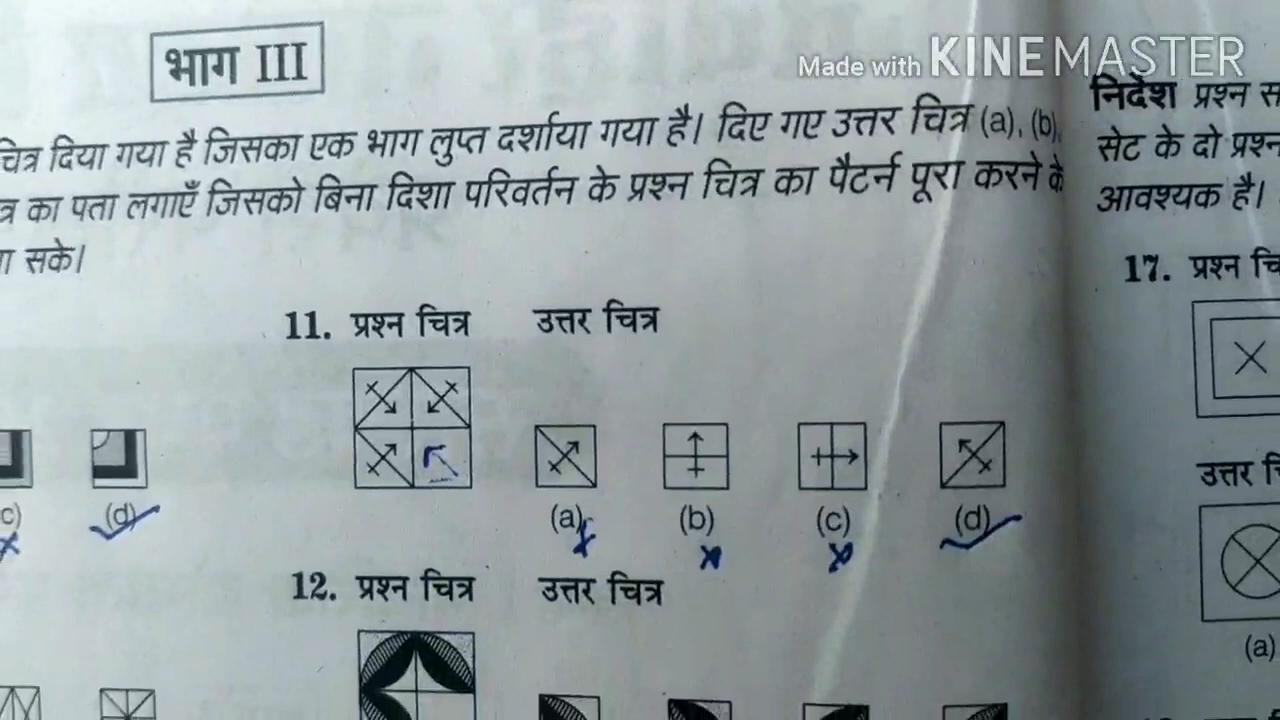 भाग III
Made with KINEMASTER
चित्र दिया गया है जिसका एक भाग लुप्त दर्शाया गया है। दिए गए उत्तर चित्र (a), (b),
का पता लगाएँ जिसको बिना दिशा परिवर्तन के प्रश्न चित्र का पैटर्न पूरा करने के
सके।
11. प्रश्न चित्र उत्तर चित्र
(a) (b) (c) (d)
(c) (d)
12. प्रश्न चित्र उत्तर चित्र
निर्देश प्रश्न
सेट के दो प्रश्न
आवश्यक है।
17. प्रश्न
उत्तर
(a)